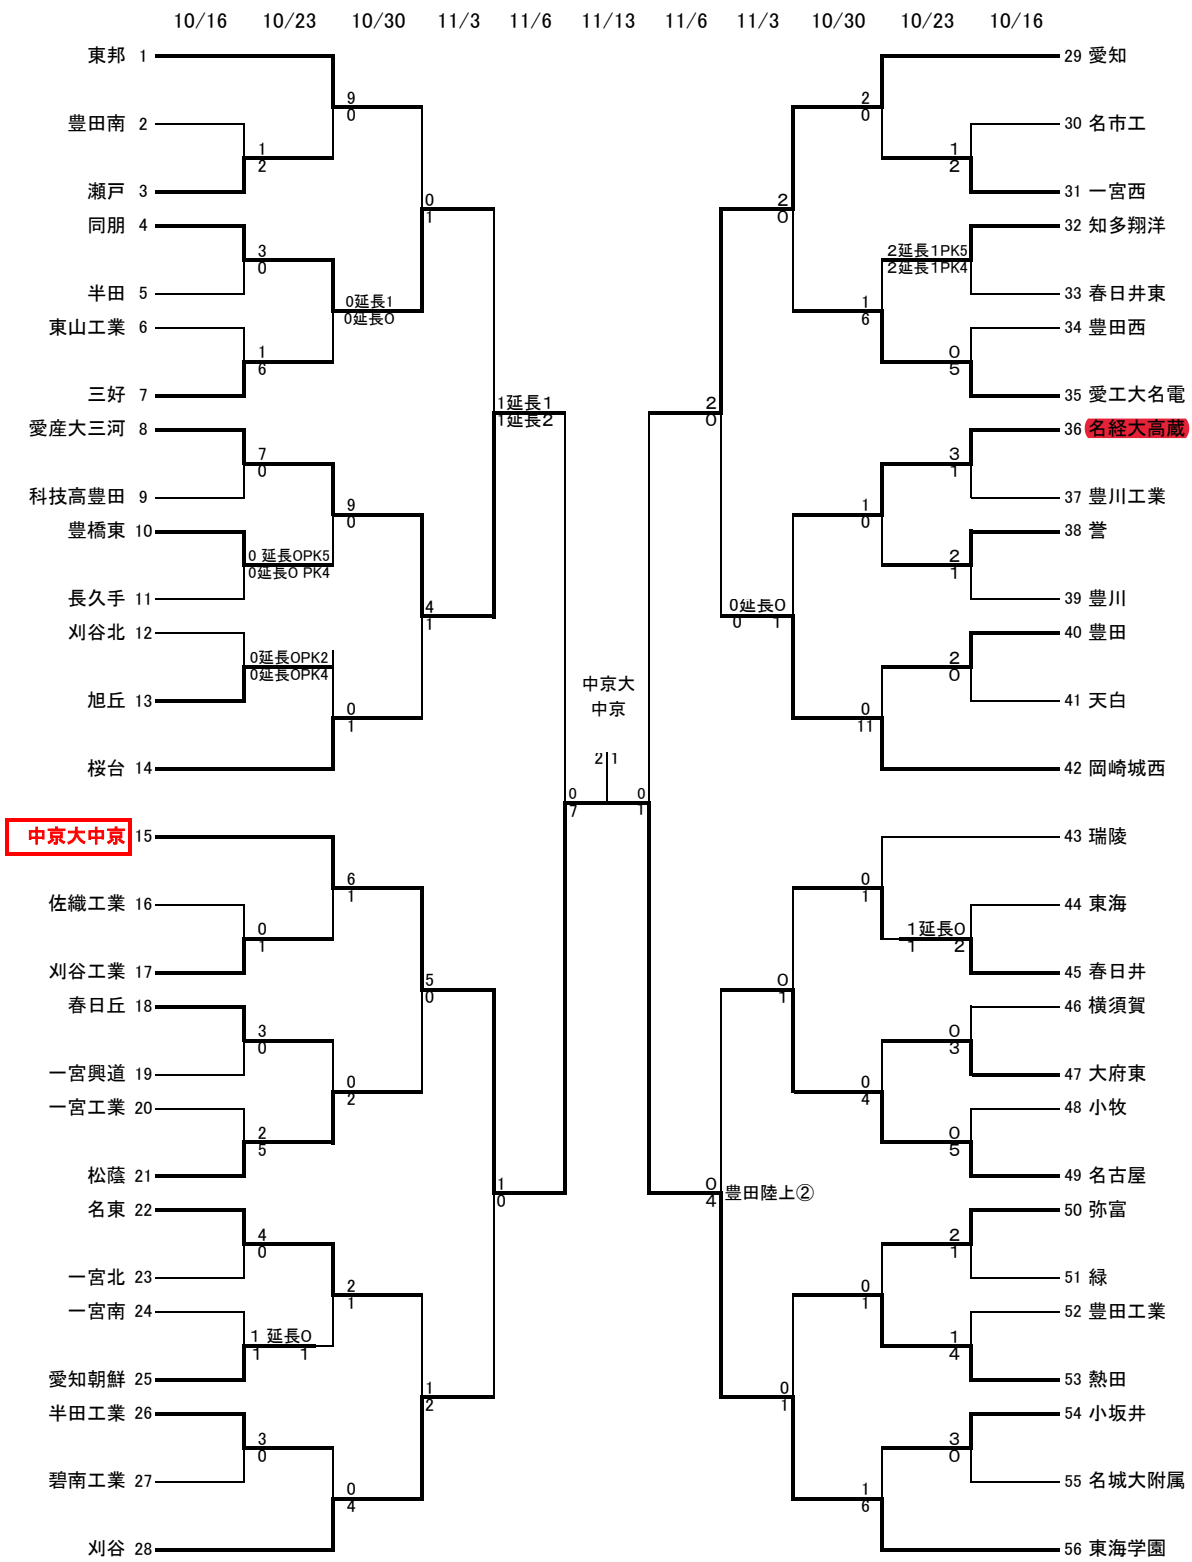 10/16 10/23 10/30 11/3 11/6 11/13 11/6 11/3 10/30 10/23 10/16
東邦 1
豊田南 2
瀬戸 3
同朋 4
半田 5
東山工業 6
三好 7
愛産大三河 8
科技高豊田 9
豊橋東 10
長久手 11
刈谷北 12
旭丘 13
桜台 14
中京大中京 15
佐織工業 16
刈谷工業 17
春日丘 18
一宮興道 19
一宮工業 20
松蔭 21
名東 22
一宮北 23
一宮南 24
愛知朝鮮 25
半田工業 26
碧南工業 27
刈谷 28
1
2
3
0
1
6
7
0
0 延長0PK5
0延長0 PK4
0延長0PK2
0延長0PK4
0
1
3
0
2
5
4
0
1 延長0
1 1
3
0
9
0
0延長1
0延長0
9
0
0
1
6
1
0
2
2
1
0
4
0
1
4
1
5
0
1
2
1延長1
1延長2
1
0
0
7
中京大
中京
2 1
0
1
2
0
0
4
豊田陸上②
2
0
0延長0
0 1
0
1
0
1
2
0
1
6
1
0
0
11
0
1
0
4
0
1
1
6
1
2
2延長1PK5
2延長1PK4
0
5
3
1
2
1
2
0
1延長0
1 2
0
3
0
5
2
1
1
4
3
0
29 愛知
30 名市工
31 一宮西
32 知多翔洋
33 春日井東
34 豊田西
35 愛工大名電
36 名経大高蔵
37 豊川工業
38 誉
39 豊川
40 豊田
41 天白
42 岡崎城西
43 瑞陵
44 東海
45 春日井
46 横須賀
47 大府東
48 小牧
49 名古屋
50 弥富
51 緑
52 豊田工業
53 熱田
54 小坂井
55 名城大附属
56 東海学園